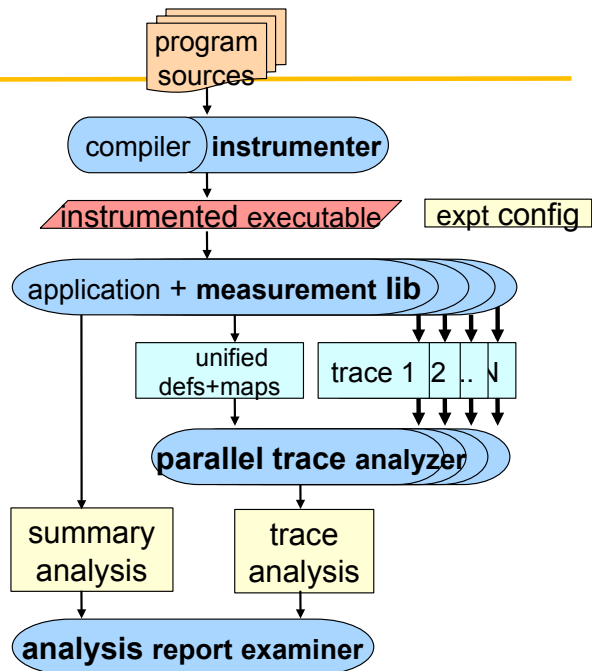 program
sources
compiler instrumenter
instrumented executable
expt config
application + measurement lib
unified
defs+maps
trace 1 2 .. N
parallel trace analyzer
summary
analysis
trace
analysis
analysis report examiner